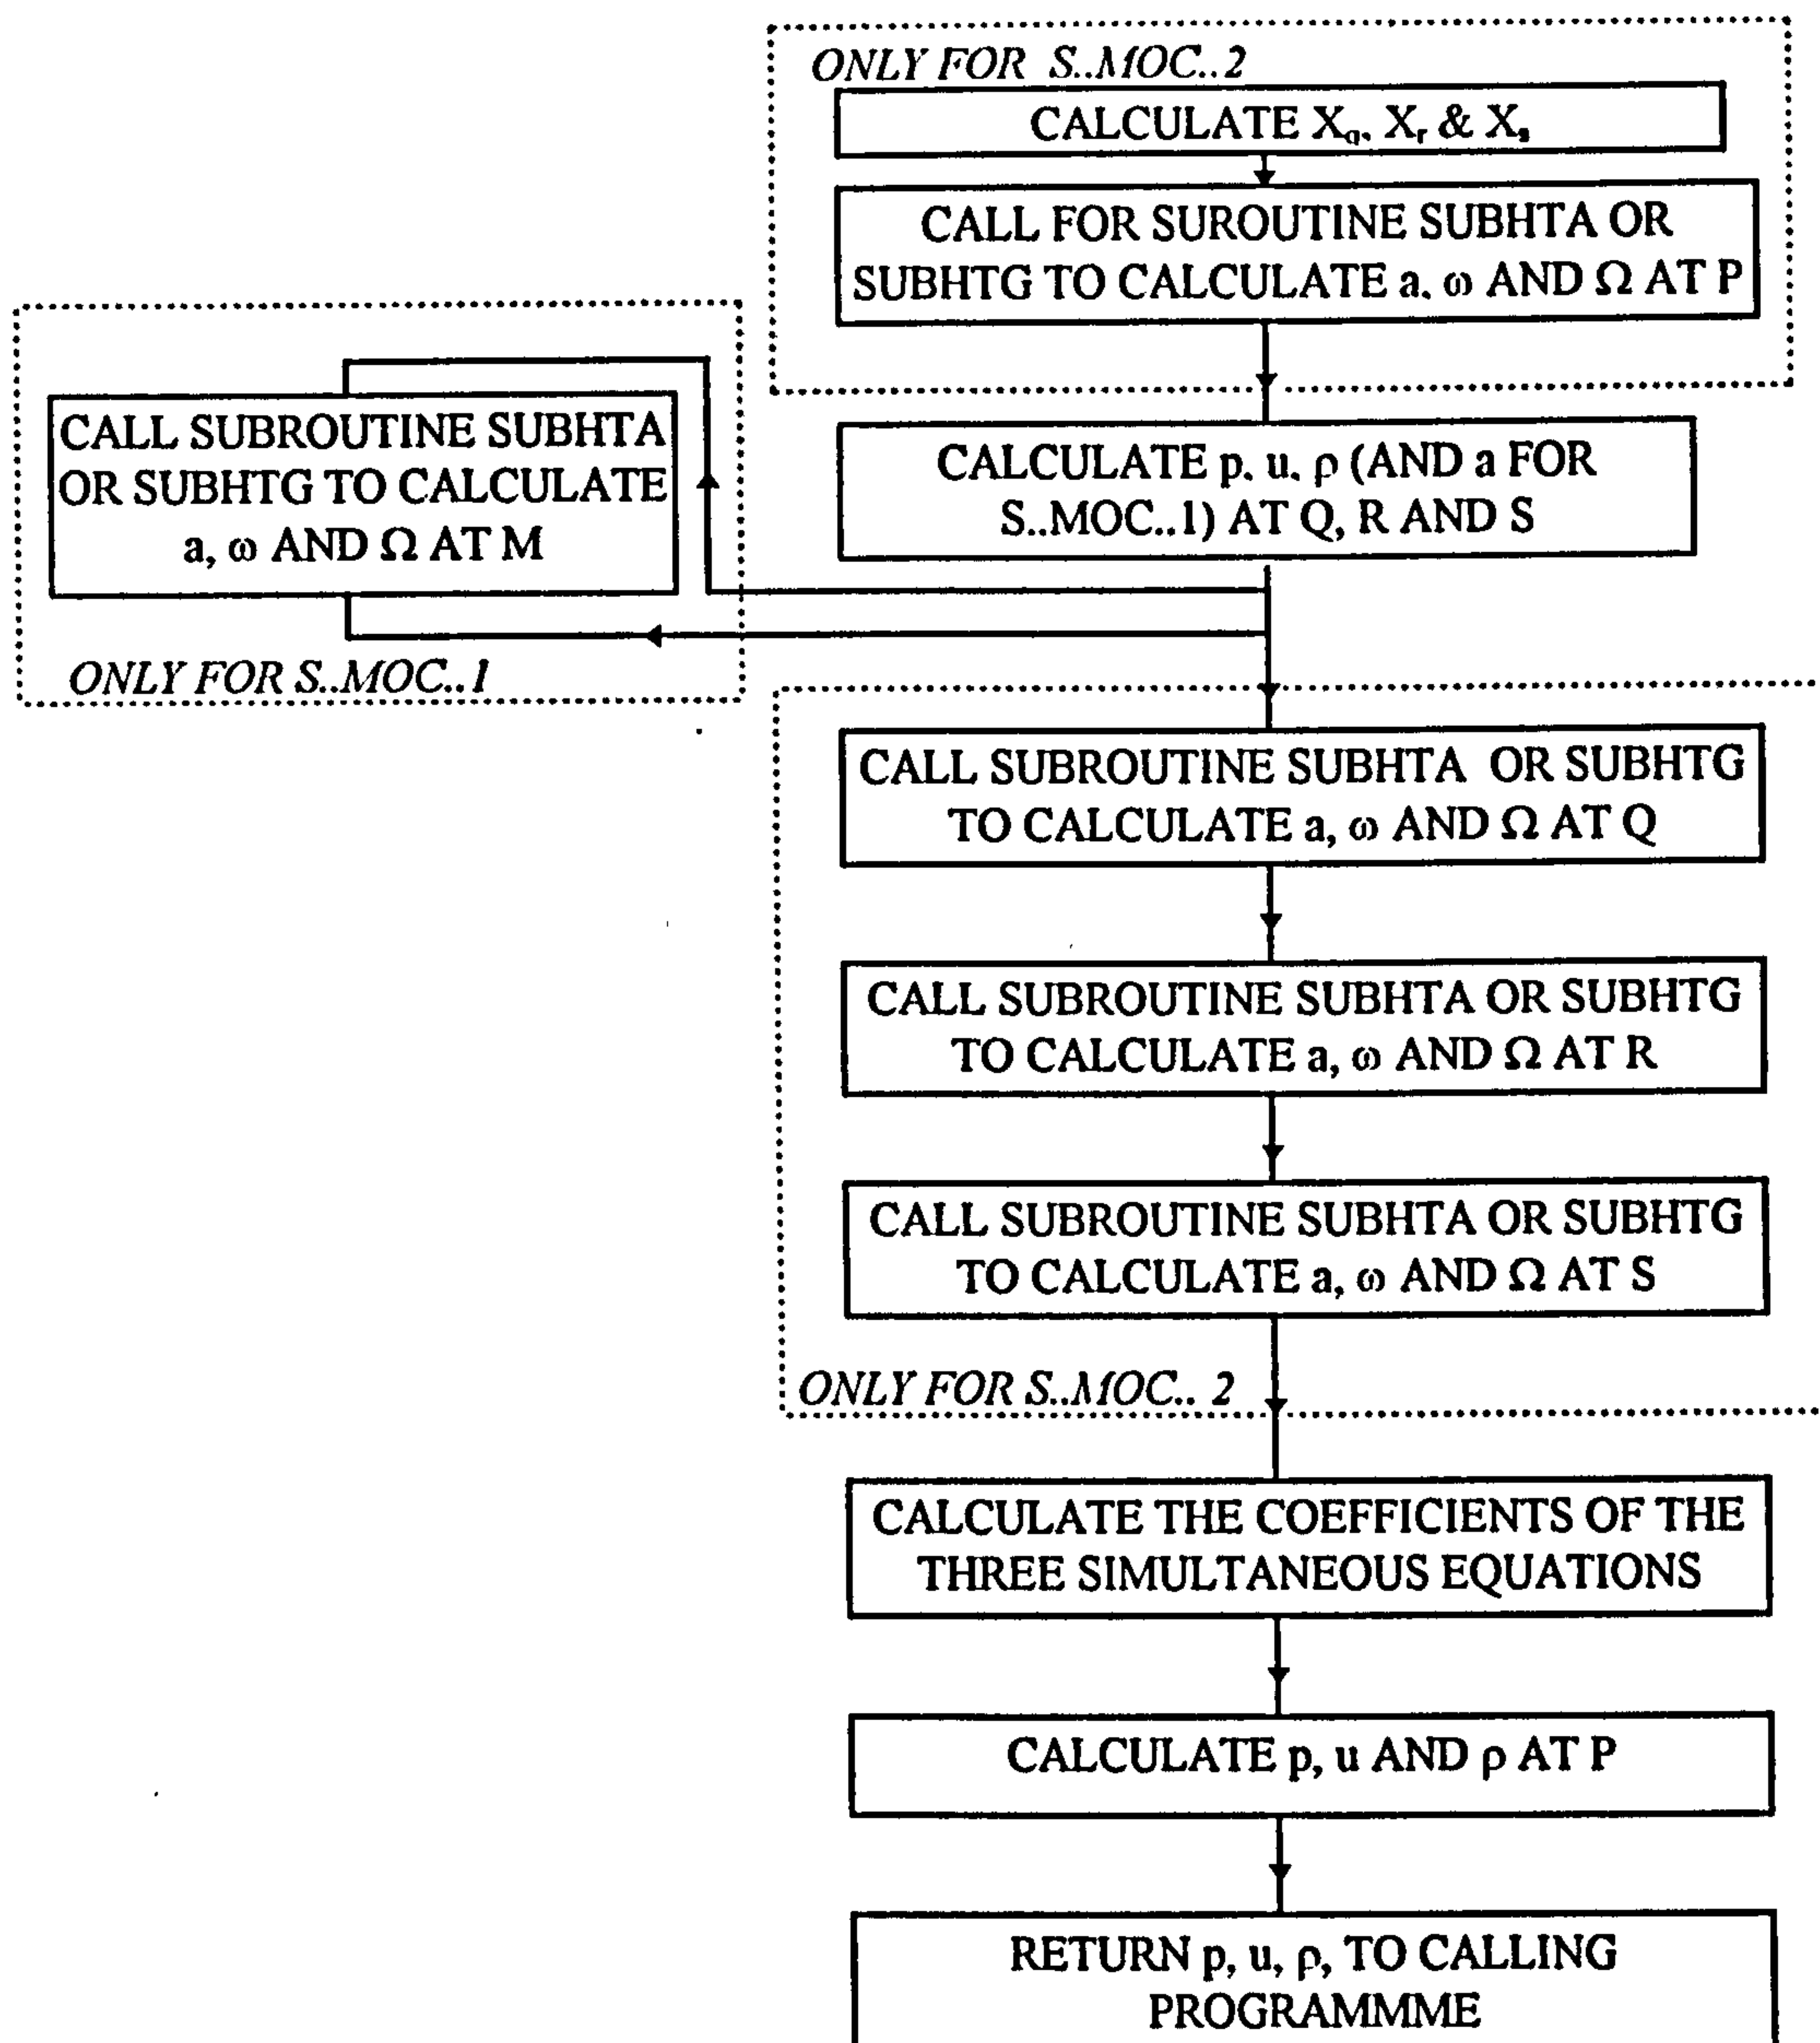 ONLY FOR S..MOC..2
CALCULATE Xq, Xr & Xs
CALL FOR SUROUTINE SUBHTA OR
SUBHTG TO CALCULATE a, ω AND Ω AT P
CALL SUBROUTINE SUBHTA
OR SUBHTG TO CALCULATE
a, ω AND Ω AT M
ONLY FOR S..MOC..1
CALCULATE p, u, ρ (AND a FOR
S..MOC..1) AT Q, R AND S
CALL SUBROUTINE SUBHTA OR SUBHTG
TO CALCULATE a, ω AND Ω AT Q
CALL SUBROUTINE SUBHTA OR SUBHTG
TO CALCULATE a, ω AND Ω AT R
CALL SUBROUTINE SUBHTA OR SUBHTG
TO CALCULATE a, ω AND Ω AT S
ONLY FOR S..MOC.. 2
CALCULATE THE COEFFICIENTS OF THE
THREE SIMULTANEOUS EQUATIONS
CALCULATE p, u AND ρ AT P
RETURN p, u, ρ, TO CALLING
PROGRAMMME